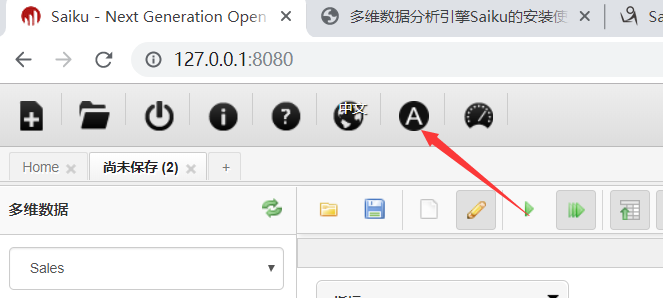 Saiku - Next Generation Open
多维数据分析引擎Saiku的安装使
Sa
127.0.0.1:8080
中文
A
Home
尚未保存 (2)
+
多维数据
Sales